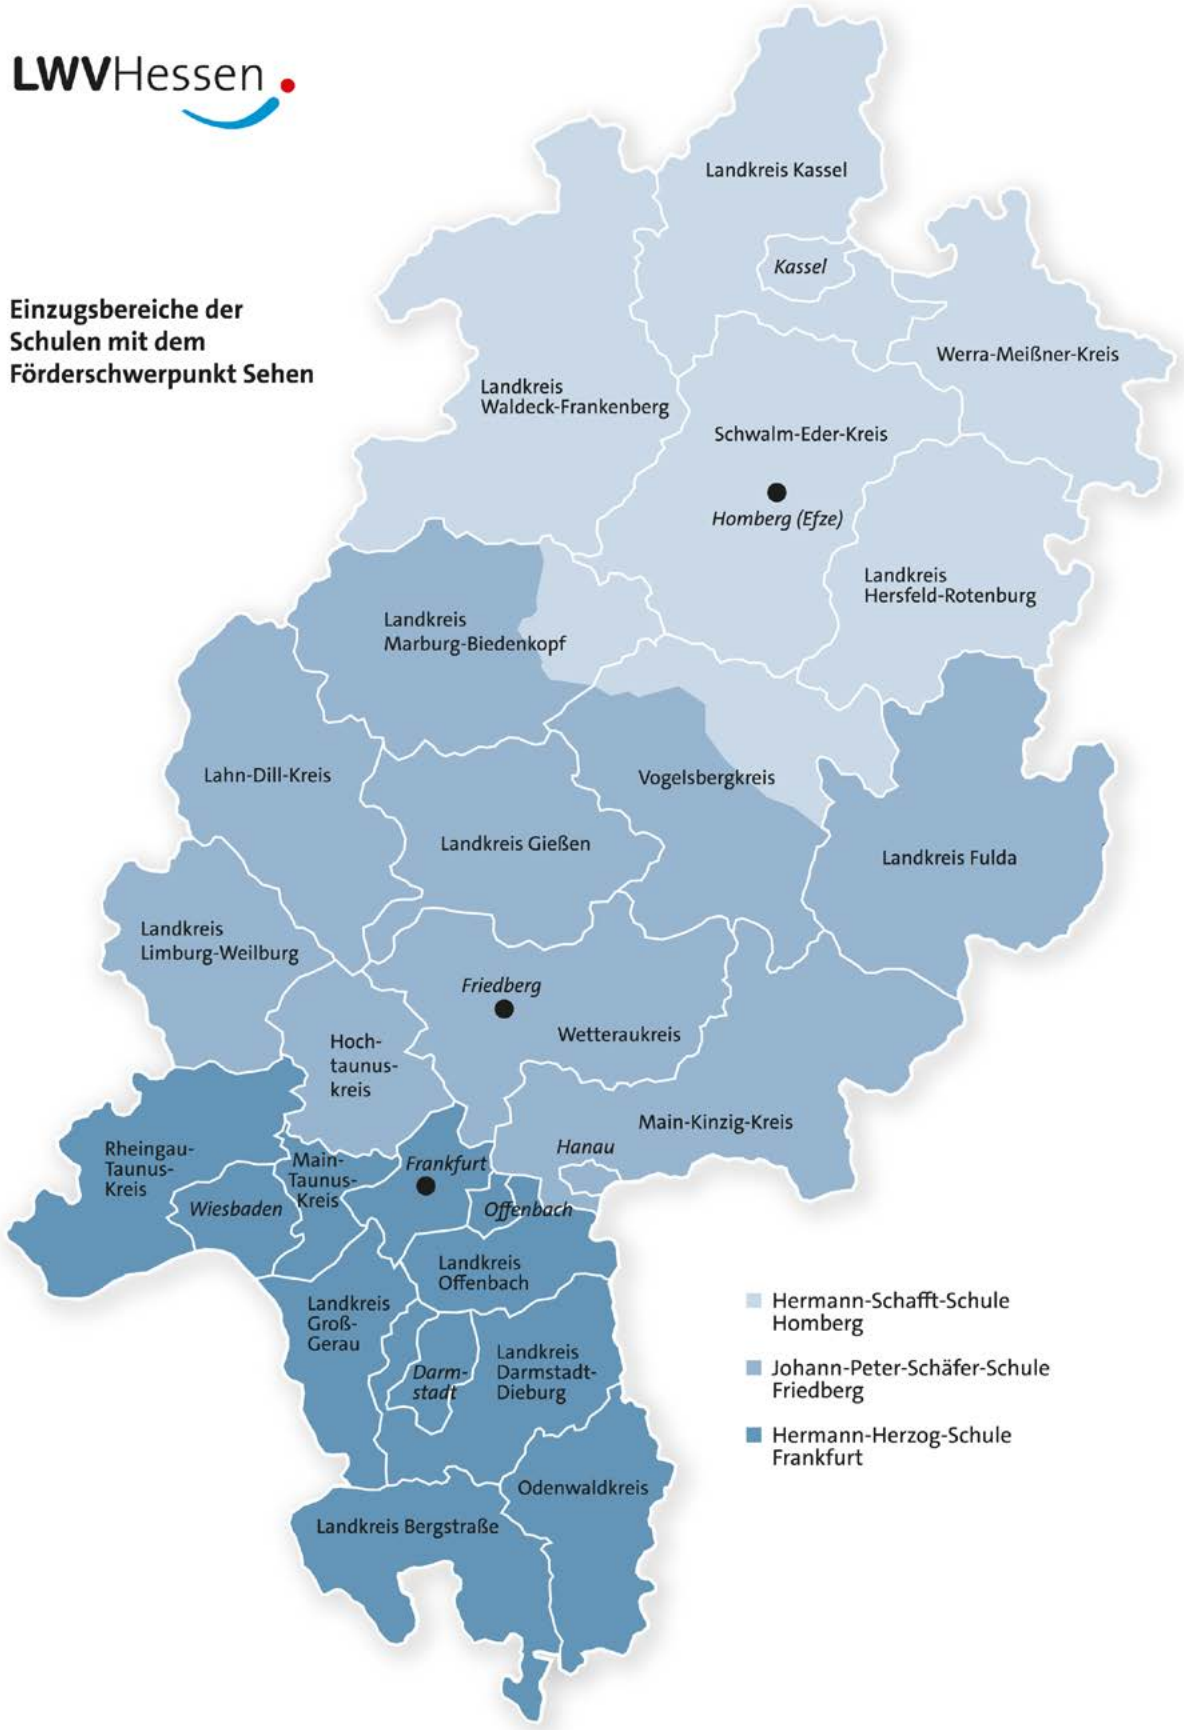 LWVHessen
Einzugsbereiche der
Schulen mit dem
Förderschwerpunkt Sehen
Landkreis Kassel
Kassel
Werra-Meißner-Kreis
Landkreis
Waldeck-Frankenberg
Schwalm-Eder-Kreis
Homberg (Efze)
Landkreis
Hersfeld-Rotenburg
Landkreis
Marburg-Biedenkopf
Lahn-Dill-Kreis
Vogelsbergkreis
Landkreis Gießen
Landkreis Fulda
Landkreis
Limburg-Weilburg
Friedberg
Wetteraukreis
Hoch-
taunus-
kreis
Main-Kinzig-Kreis
Hanau
Rheingau-
Taunus-
Kreis
Main-
Taunus-
Kreis
Frankfurt
Wiesbaden
Offenbach
Landkreis
Offenbach
Landkreis
Groß-
Gerau
Darm-
stadt
Landkreis
Darmstadt-
Dieburg
Odenwaldkreis
Landkreis Bergstraße
Hermann-Schafft-Schule
Homberg
Johann-Peter-Schäfer-Schule
Friedberg
Hermann-Herzog-Schule
Frankfurt